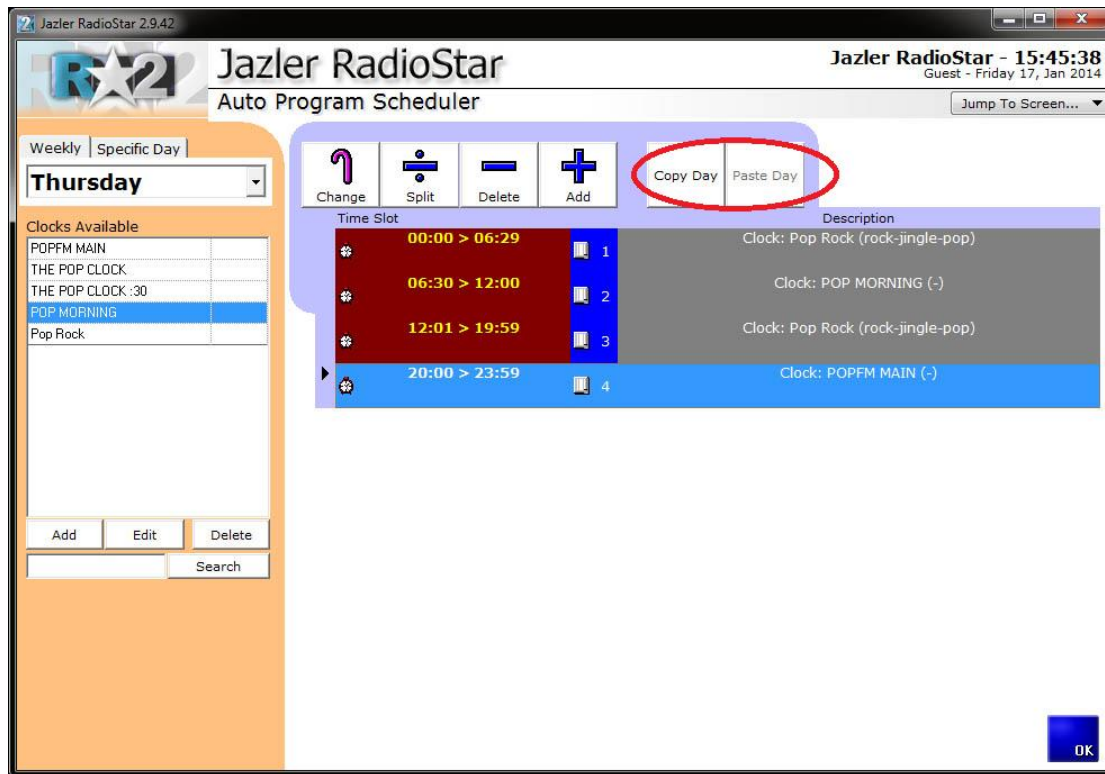 Jazler RadioStar 2.9.42
R 2
Jazler RadioStar
Jazler RadioStar - 15:45:38
Guest - Friday 17, Jan 2014
Auto Program Scheduler
Jump To Screen...
Weekly Specific Day
Thursday
Clocks Available
POPFM MAIN
THE POP CLOCK
THE POP CLOCK :30
POP MORNING
Pop Rock
Add Edit Delete
Search
Change Split Delete Add Copy Day Paste Day
Time Slot Description
00:00 > 06:29 1 Clock: Pop Rock (rock-jingle-pop)
06:30 > 12:00 2 Clock: POP MORNING (-)
12:01 > 19:59 3 Clock: Pop Rock (rock-jingle-pop)
20:00 > 23:59 4 Clock: POPFM MAIN (-)
OK